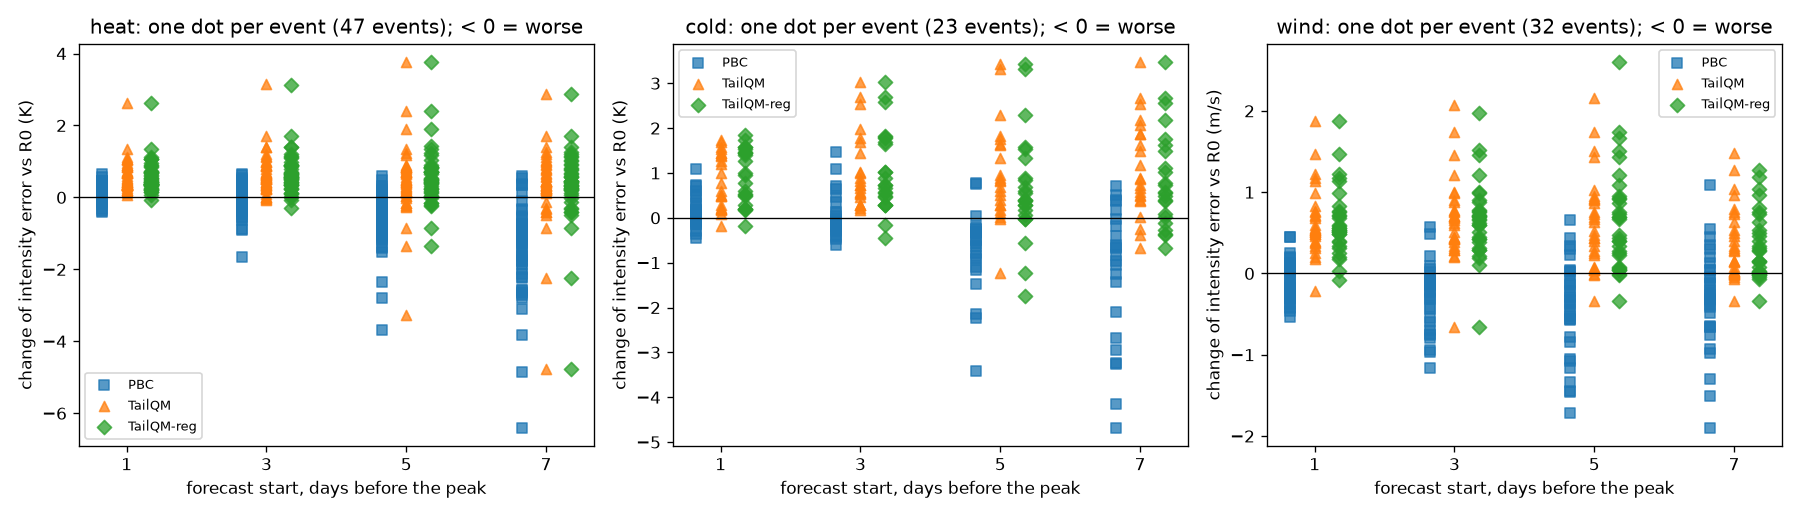 heat: one dot per event (47 events); < 0 = worse
change of intensity error vs R0 (K)
4
2
0
−2
−4
−6
PBC
TailQM
TailQM-reg
1 3 5 7
forecast start, days before the peak
cold: one dot per event (23 events); < 0 = worse
change of intensity error vs R0 (K)
3
2
1
0
−1
−2
−3
−4
−5
PBC
TailQM
TailQM-reg
1 3 5 7
forecast start, days before the peak
wind: one dot per event (32 events); < 0 = worse
change of intensity error vs R0 (m/s)
2
1
0
−1
−2
PBC
TailQM
TailQM-reg
1 3 5 7
forecast start, days before the peak